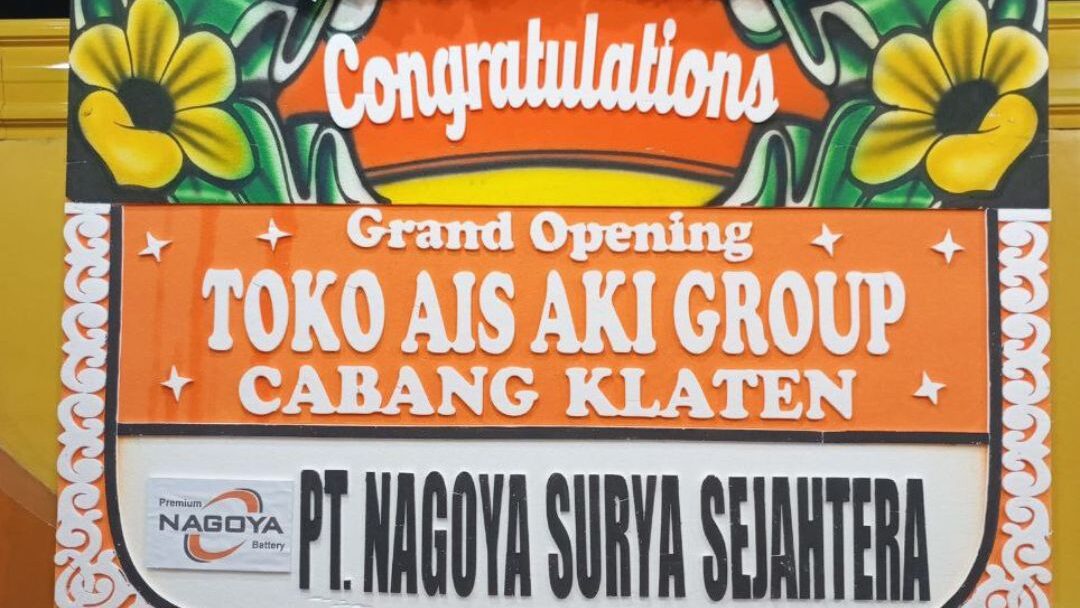 Congratulations
Grand Opening
TOKO AIS AKI GROUP
CABANG KLATEN
Premium
NAGOYA
Battery
PT. NAGOYA SURYA SEJAHTERA